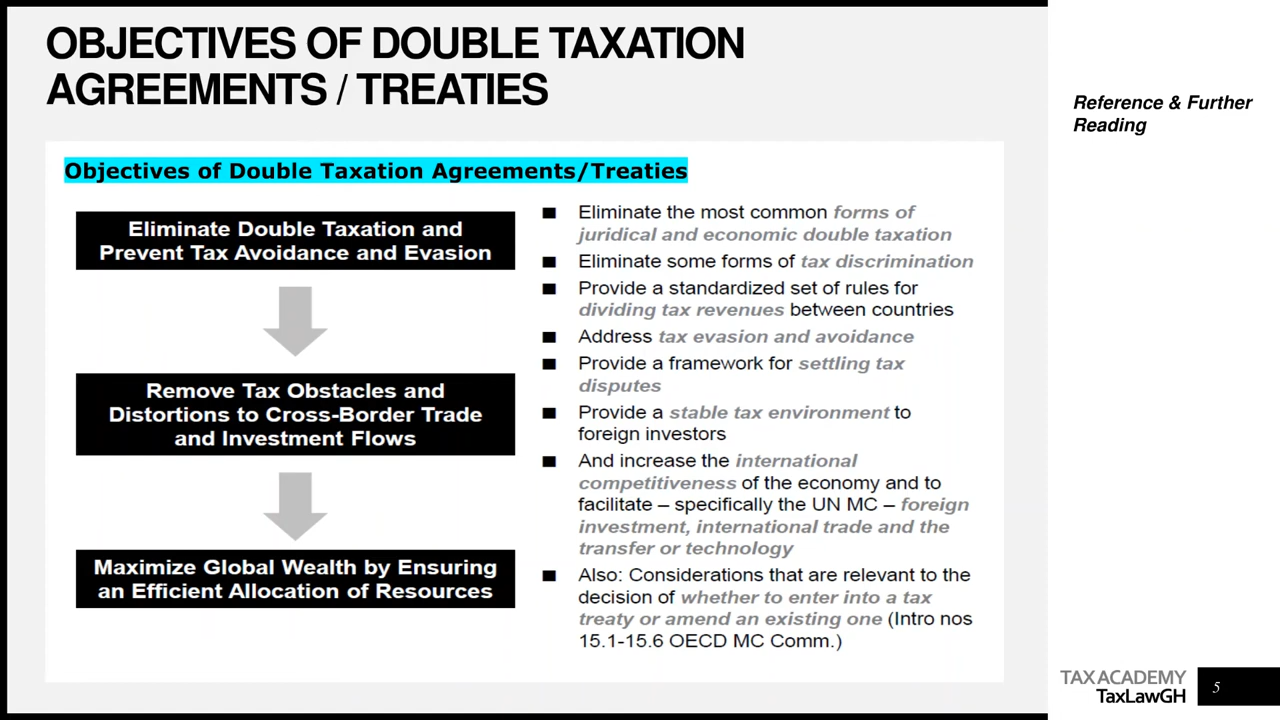 OBJECTIVES OF DOUBLE TAXATION
AGREEMENTS / TREATIES
Objectives of Double Taxation Agreements/Treaties
Eliminate Double Taxation and
Prevent Tax Avoidance and Evasion
Remove Tax Obstacles and
Distortions to Cross-Border Trade
and Investment Flows
Maximize Global Wealth by Ensuring
an Efficient Allocation of Resources
■ Eliminate the most common forms of
juridical and economic double taxation
■ Eliminate some forms of tax discrimination
■ Provide a standardized set of rules for
dividing tax revenues between countries
■ Address tax evasion and avoidance
■ Provide a framework for settling tax
disputes
■ Provide a stable tax environment to
foreign investors
■ And increase the international
competitiveness of the economy and to
facilitate – specifically the UN MC – foreign
investment, international trade and the
transfer or technology
■ Also: Considerations that are relevant to the
decision of whether to enter into a tax
treaty or amend an existing one (Intro nos
15.1-15.6 OECD MC Comm.)
Reference & Further
Reading
TAX ACADEMY
TaxLawGH
5